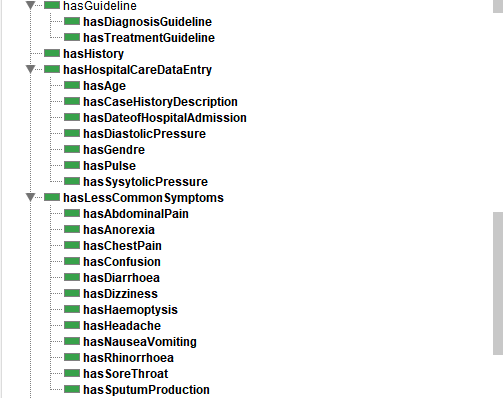 hasGuideline
hasDiagnosisGuideline
hasTreatmentGuideline
hasHistory
hasHospitalCareDataEntry
hasAge
hasCaseHistoryDescription
hasDateofHospitalAdmission
hasDiastolicPressure
hasGendre
hasPulse
hasSysytolicPressure
hasLessCommonSymptoms
hasAbdominalPain
hasAnorexia
hasChestPain
hasConfusion
hasDiarrhoea
hasDizziness
hasHaemoptysis
hasHeadache
hasNauseaVomiting
hasRhinorrhoea
hasSoreThroat
hasSputumProduction